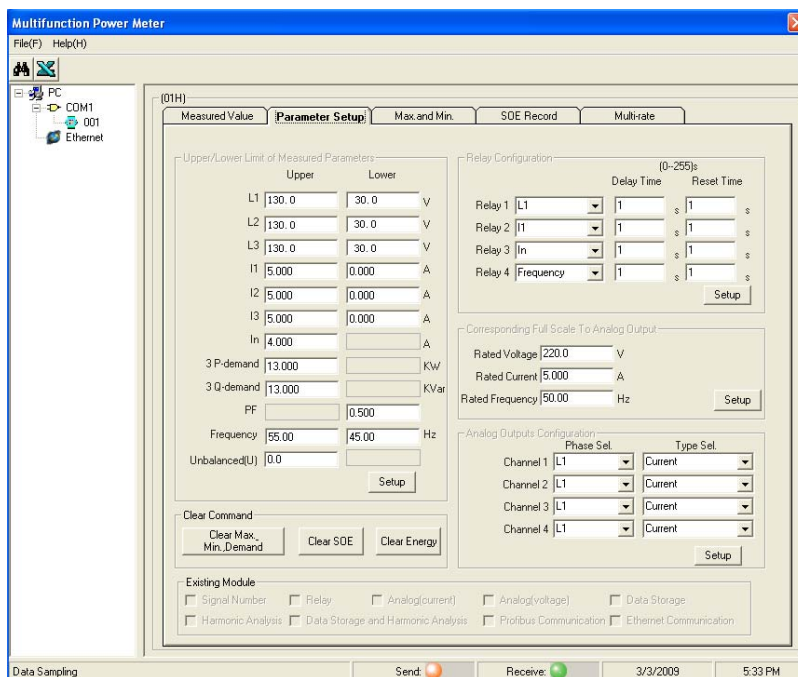 Multifunction Power Meter
File(F) Help(H)
PC
COM1
001
Ethernet
(01H)
Measured Value Parameter Setup Max.and Min. SOE Record Multi-rate
Upper/Lower Limit of Measured Parameters
Upper Lower
L1 130.0 30.0 V
L2 130.0 30.0 V
L3 130.0 30.0 V
I1 5.000 0.000 A
I2 5.000 0.000 A
I3 5.000 0.000 A
In 4.000 A
3 P-demand 13.000 KW
3 Q-demand 13.000 KVar
PF 0.500
Frequency 55.00 45.00 Hz
Unbalanced(U) 0.0
Setup
Clear Command
Clear Max., Min.,Demand
Clear SOE
Clear Energy
Relay Configuration
(0--255)s
Delay Time Reset Time
Relay 1 L1 1 s 1 s
Relay 2 I1 1 s 1 s
Relay 3 In 1 s 1 s
Relay 4 Frequency 1 s 1 s
Setup
Corresponding Full Scale To Analog Output
Rated Voltage 220.0 V
Rated Current 5.000 A
Rated Frequency 50.00 Hz
Setup
Analog Outputs Configuration
Phase Sel. Type Sel.
Channel 1 L1 Current
Channel 2 L1 Current
Channel 3 L1 Current
Channel 4 L1 Current
Setup
Existing Module
Signal Number Relay Analog(current) Analog(voltage) Data Storage
Harmonic Analysis Data Storage and Harmonic Analysis Profibus Communication Ethernet Communication
Data Sampling Send: Receive: 3/3/2009 5:33 PM